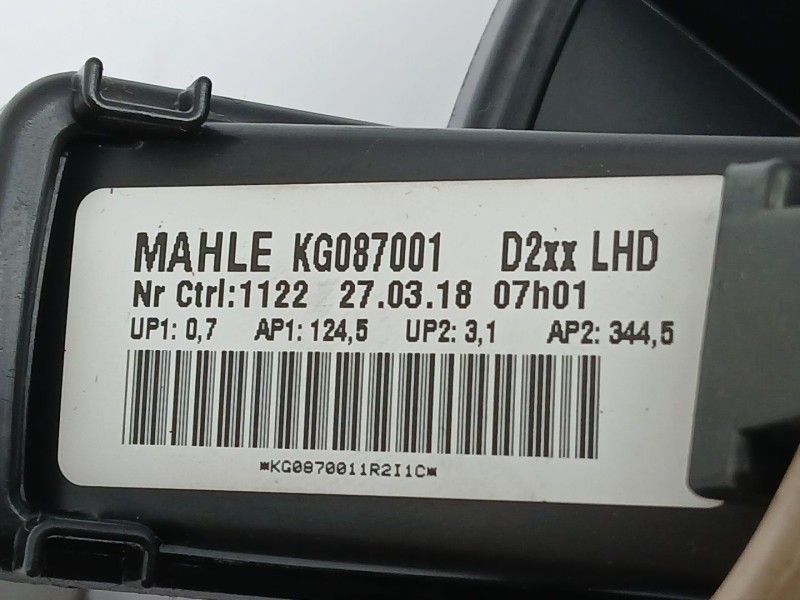 MAHLE KG087001 D2xx LHD
Nr Ctrl:1122 27.03.18 07h01
UP1: 0,7 AP1: 124,5 UP2: 3,1 AP2: 344,5
*KG0870011R2I1C*